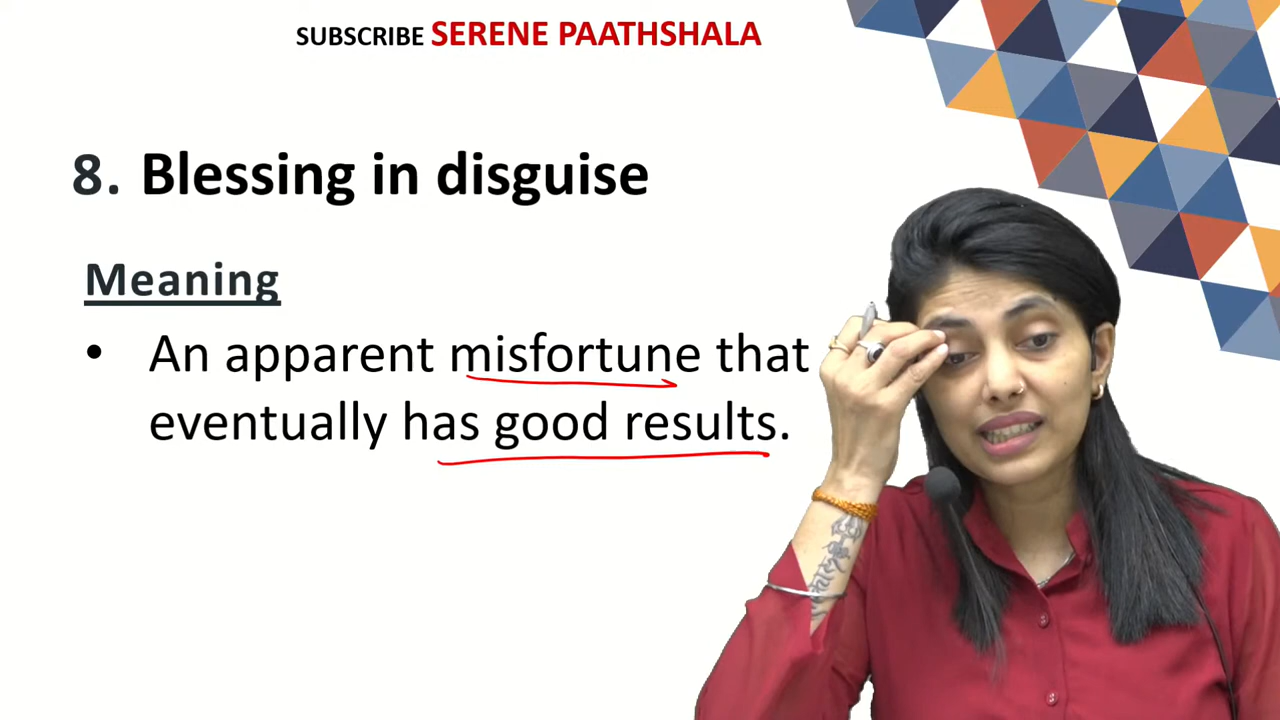 SUBSCRIBE SERENE PAATHSHALA
8. Blessing in disguise
Meaning
• An apparent misfortune that
eventually has good results.